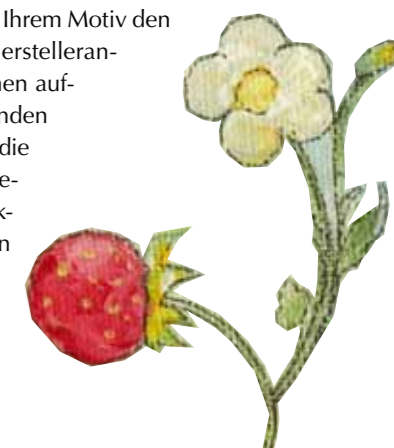 Ihrem Motiv den
erstelleran-
nen auf-
nden
die
e-
k-
n